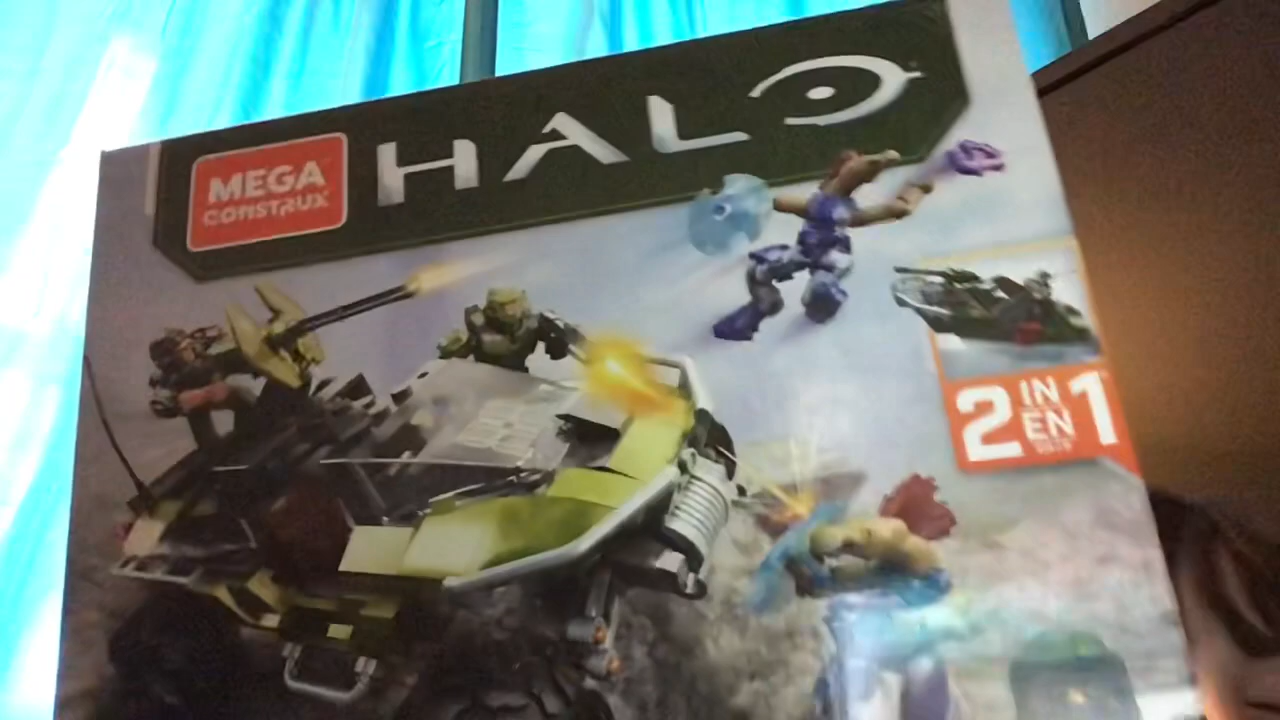 MEGA
CONSTRUX
HALO
2 IN 1
EN